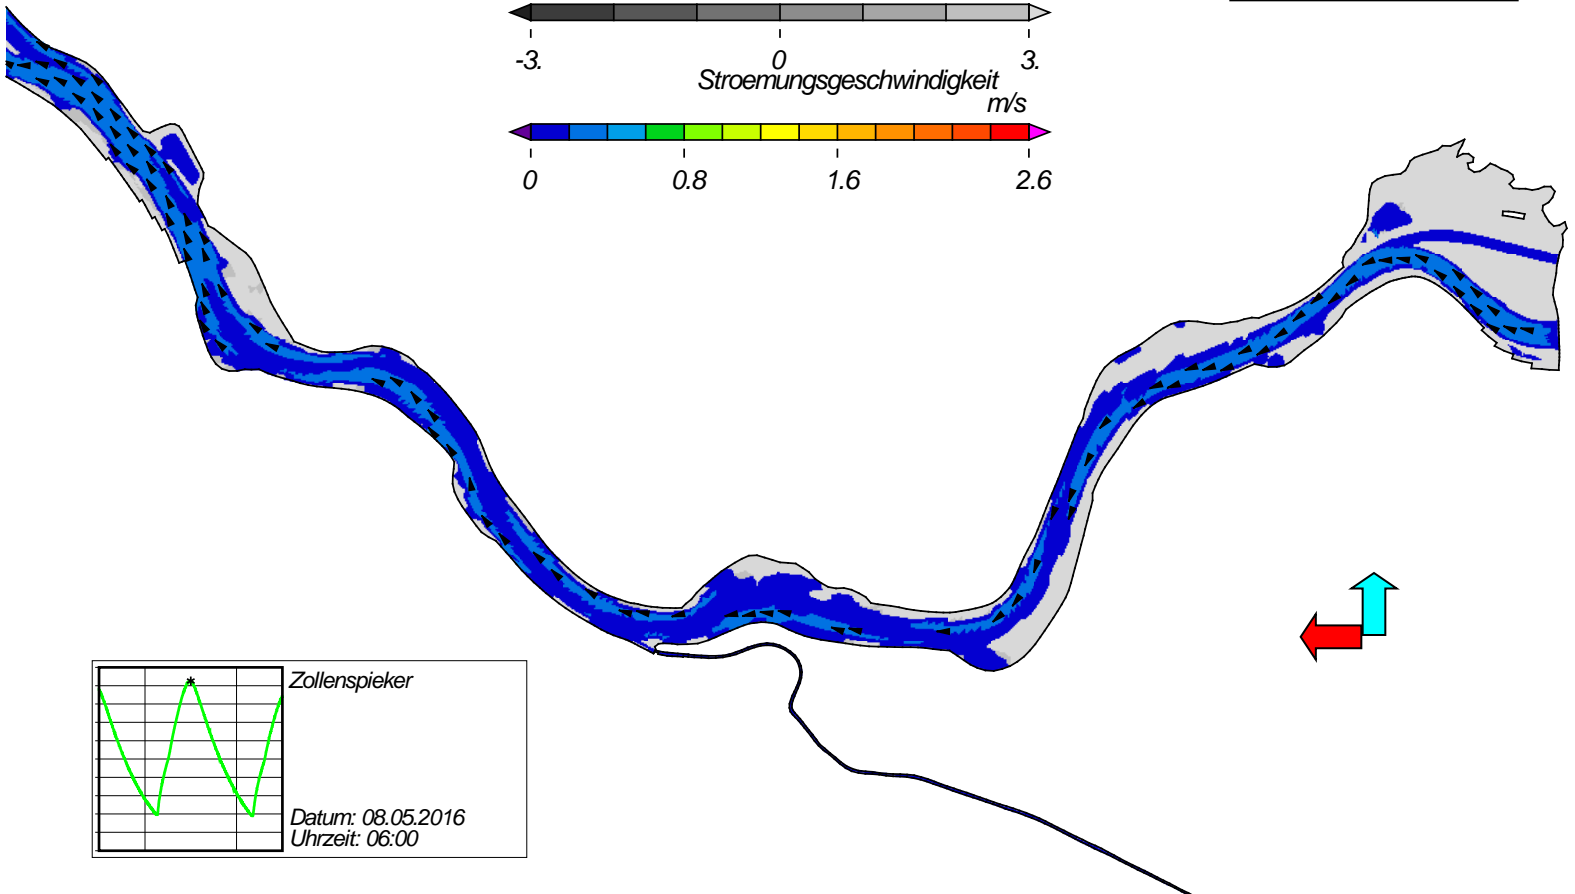 -3. 0 3.
Stroemungsgeschwindigkeit
m/s
0 0.8 1.6 2.6
Zollenspieker
Datum: 08.05.2016
Uhrzeit: 06:00